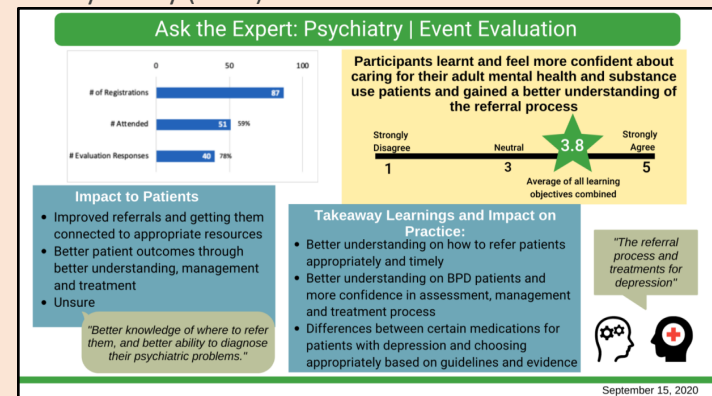 Ask the Expert: Psychiatry | Event Evaluation
0 50 100
# of Registrations 87
# Attended 51 59%
# Evaluation Responses 40 78%
Participants learnt and feel more confident about
caring for their adult mental health and substance
use patients and gained a better understanding of
the referral process
Strongly
Disagree
Neutral
3.8
Strongly
Agree
1 3 5
Average of all learning
objectives combined
Impact to Patients
• Improved referrals and getting them
connected to appropriate resources
• Better patient outcomes through
better understanding, management
and treatment
• Unsure
"Better knowledge of where to refer
them, and better ability to diagnose
their psychiatric problems."
Takeaway Learnings and Impact on
Practice:
• Better understanding on how to refer patients
appropriately and timely
• Better understanding on BPD patients and
more confidence in assessment, management
and treatment process
• Differences between certain medications for
patients with depression and choosing
appropriately based on guidelines and evidence
"The referral
process and
treatments for
depression"
September 15, 2020